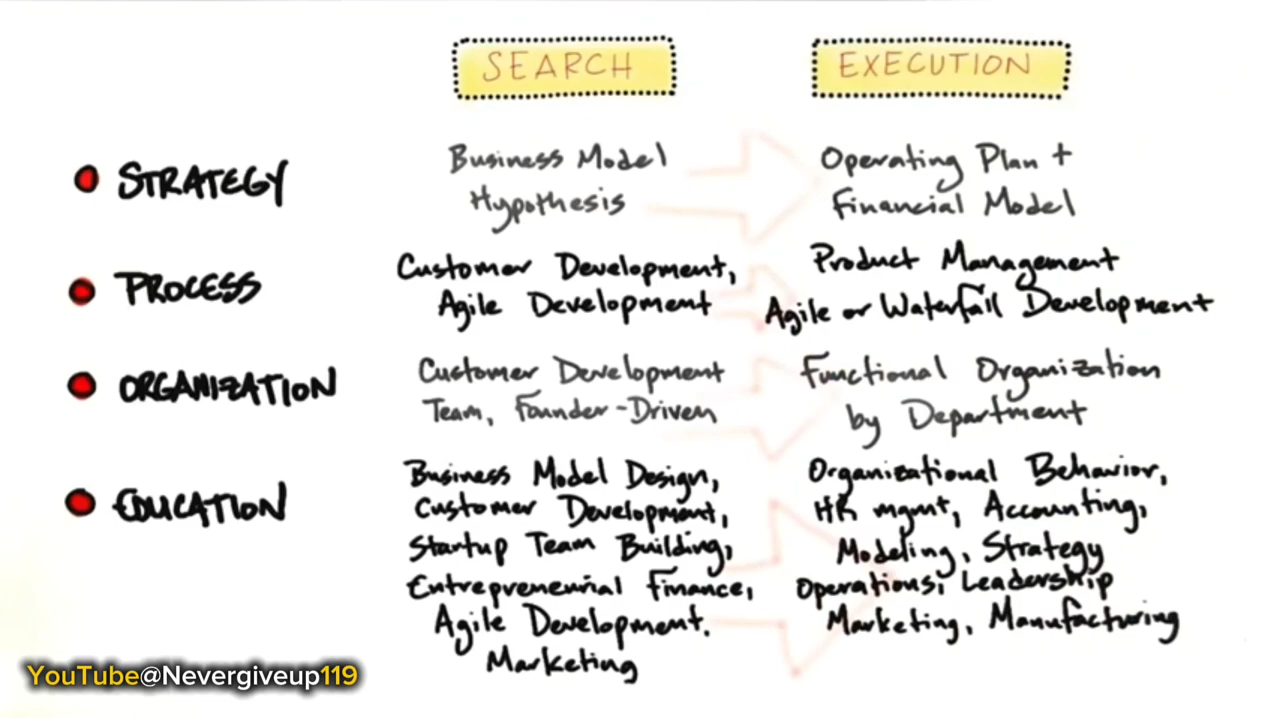 SEARCH
EXECUTION
STRATEGY
Business Model
Hypothesis
Operating Plan +
Financial Model
PROCESS
Customer Development,
Agile Development
Product Management
Agile or Waterfall Development
ORGANIZATION
Customer Development
Team, Founder-Driven
Functional Organization
by Department
EDUCATION
Business Model Design,
Customer Development,
Startup Team Building,
Entrepreneurial Finance,
Agile Development.
Marketing
Organizational Behavior,
HR mgmt, Accounting,
Modeling, Strategy
Operations, Leadership
Marketing, Manufacturing
YouTube@Nevergiveup119